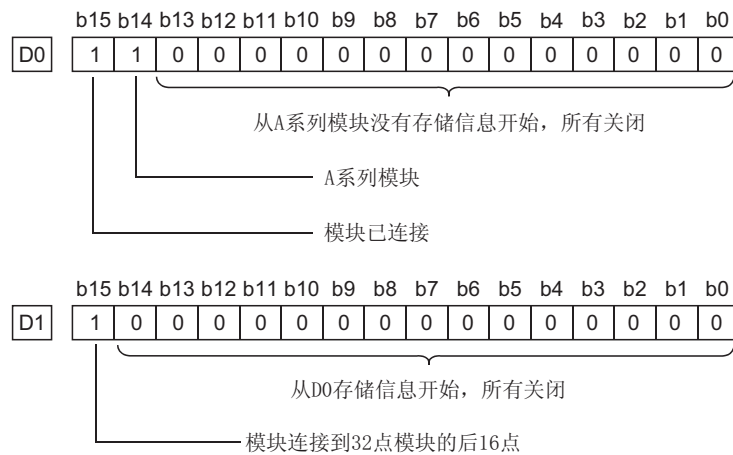 b15 b14 b13 b12 b11 b10 b9 b8 b7 b6 b5 b4 b3 b2 b1 b0
D0 1 1 0 0 0 0 0 0 0 0 0 0 0 0 0 0
从A系列模块没有存储信息开始，所有关闭
A系列模块
模块已连接
b15 b14 b13 b12 b11 b10 b9 b8 b7 b6 b5 b4 b3 b2 b1 b0
D1 1 0 0 0 0 0 0 0 0 0 0 0 0 0 0 0
从D0存储信息开始，所有关闭
模块连接到32点模块的后16点